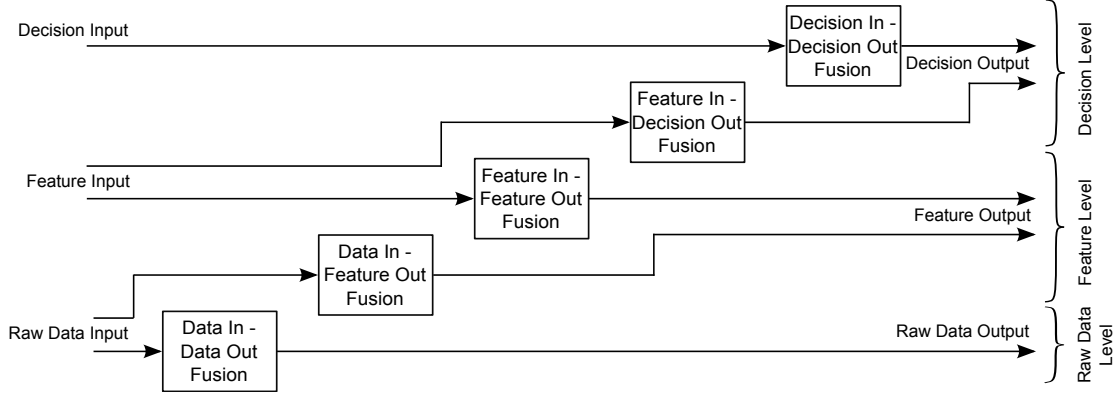 Decision Input
Decision In -
Decision Out
Fusion
Decision Output
Feature In -
Decision Out
Fusion
Decision Level
Feature Input
Feature In -
Feature Out
Fusion
Feature Output
Data In -
Feature Out
Fusion
Feature Level
Raw Data Input
Data In -
Data Out
Fusion
Raw Data Output
Raw Data
Level